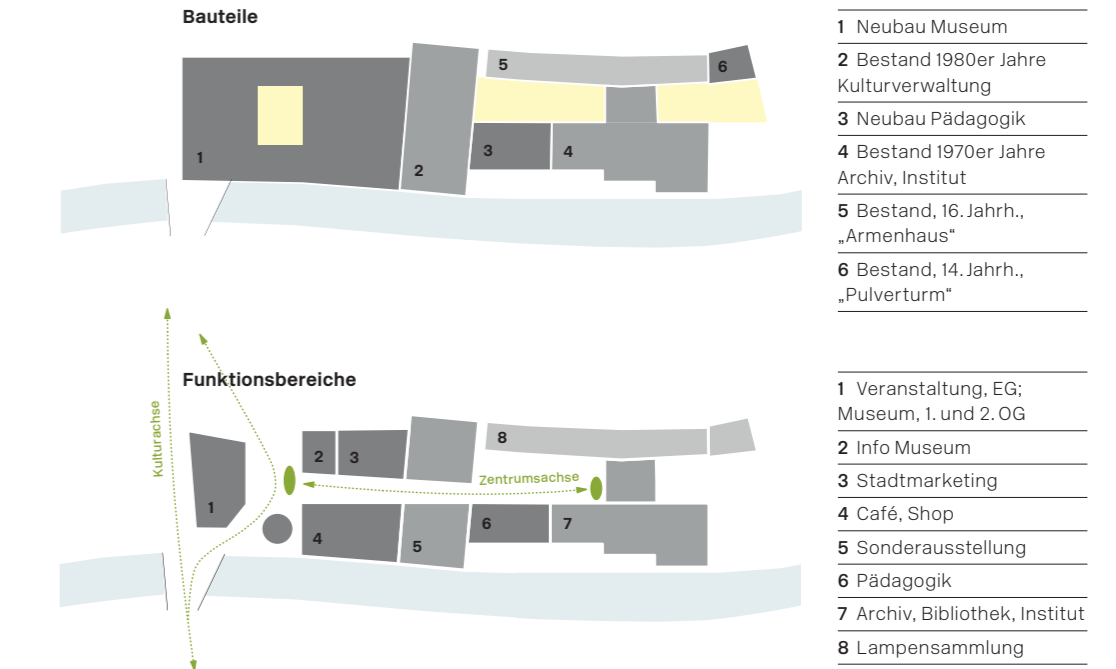 Bauteile
1
2
3
4
5
6
1 Neubau Museum
2 Bestand 1980er Jahre
Kulturverwaltung
3 Neubau Pädagogik
4 Bestand 1970er Jahre
Archiv, Institut
5 Bestand, 16. Jahrh.,
„Armenhaus“
6 Bestand, 14. Jahrh.,
„Pulverturm“
Funktionsbereiche
Kulturachse
Zentrumsachse
1
2
3
4
5
6
7
8
1 Veranstaltung, EG;
Museum, 1. und 2. OG
2 Info Museum
3 Stadtmarketing
4 Café, Shop
5 Sonderausstellung
6 Pädagogik
7 Archiv, Bibliothek, Institut
8 Lampensammlung